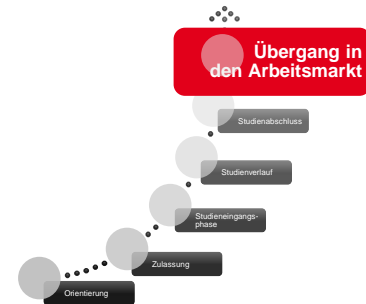 Übergang in
den Arbeitsmarkt
Studienabschluss
Studienverlauf
Studieneingangs-
phase
Zulassung
Orientierung